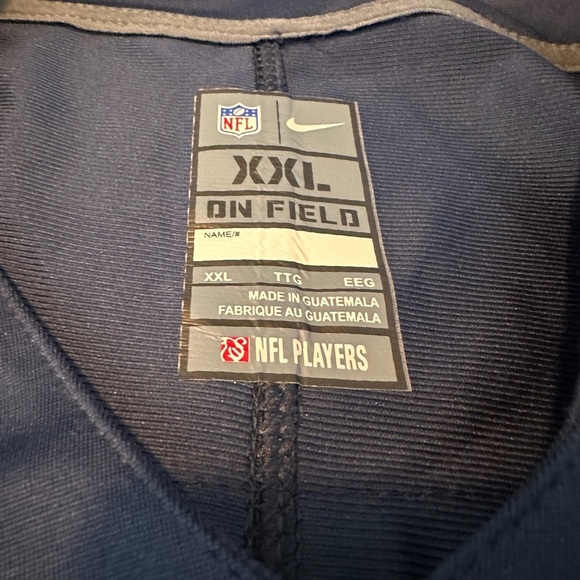 NFL
XXL
ON FIELD
NAME/#
XXL TTG EEG
MADE IN GUATEMALA
FABRIQUE AU GUATEMALA
NFL PLAYERS